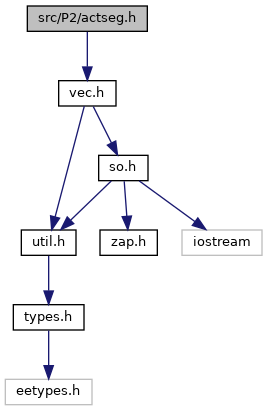 src/P2/actseg.h
vec.h
so.h
util.h
zap.h
iostream
types.h
eetypes.h